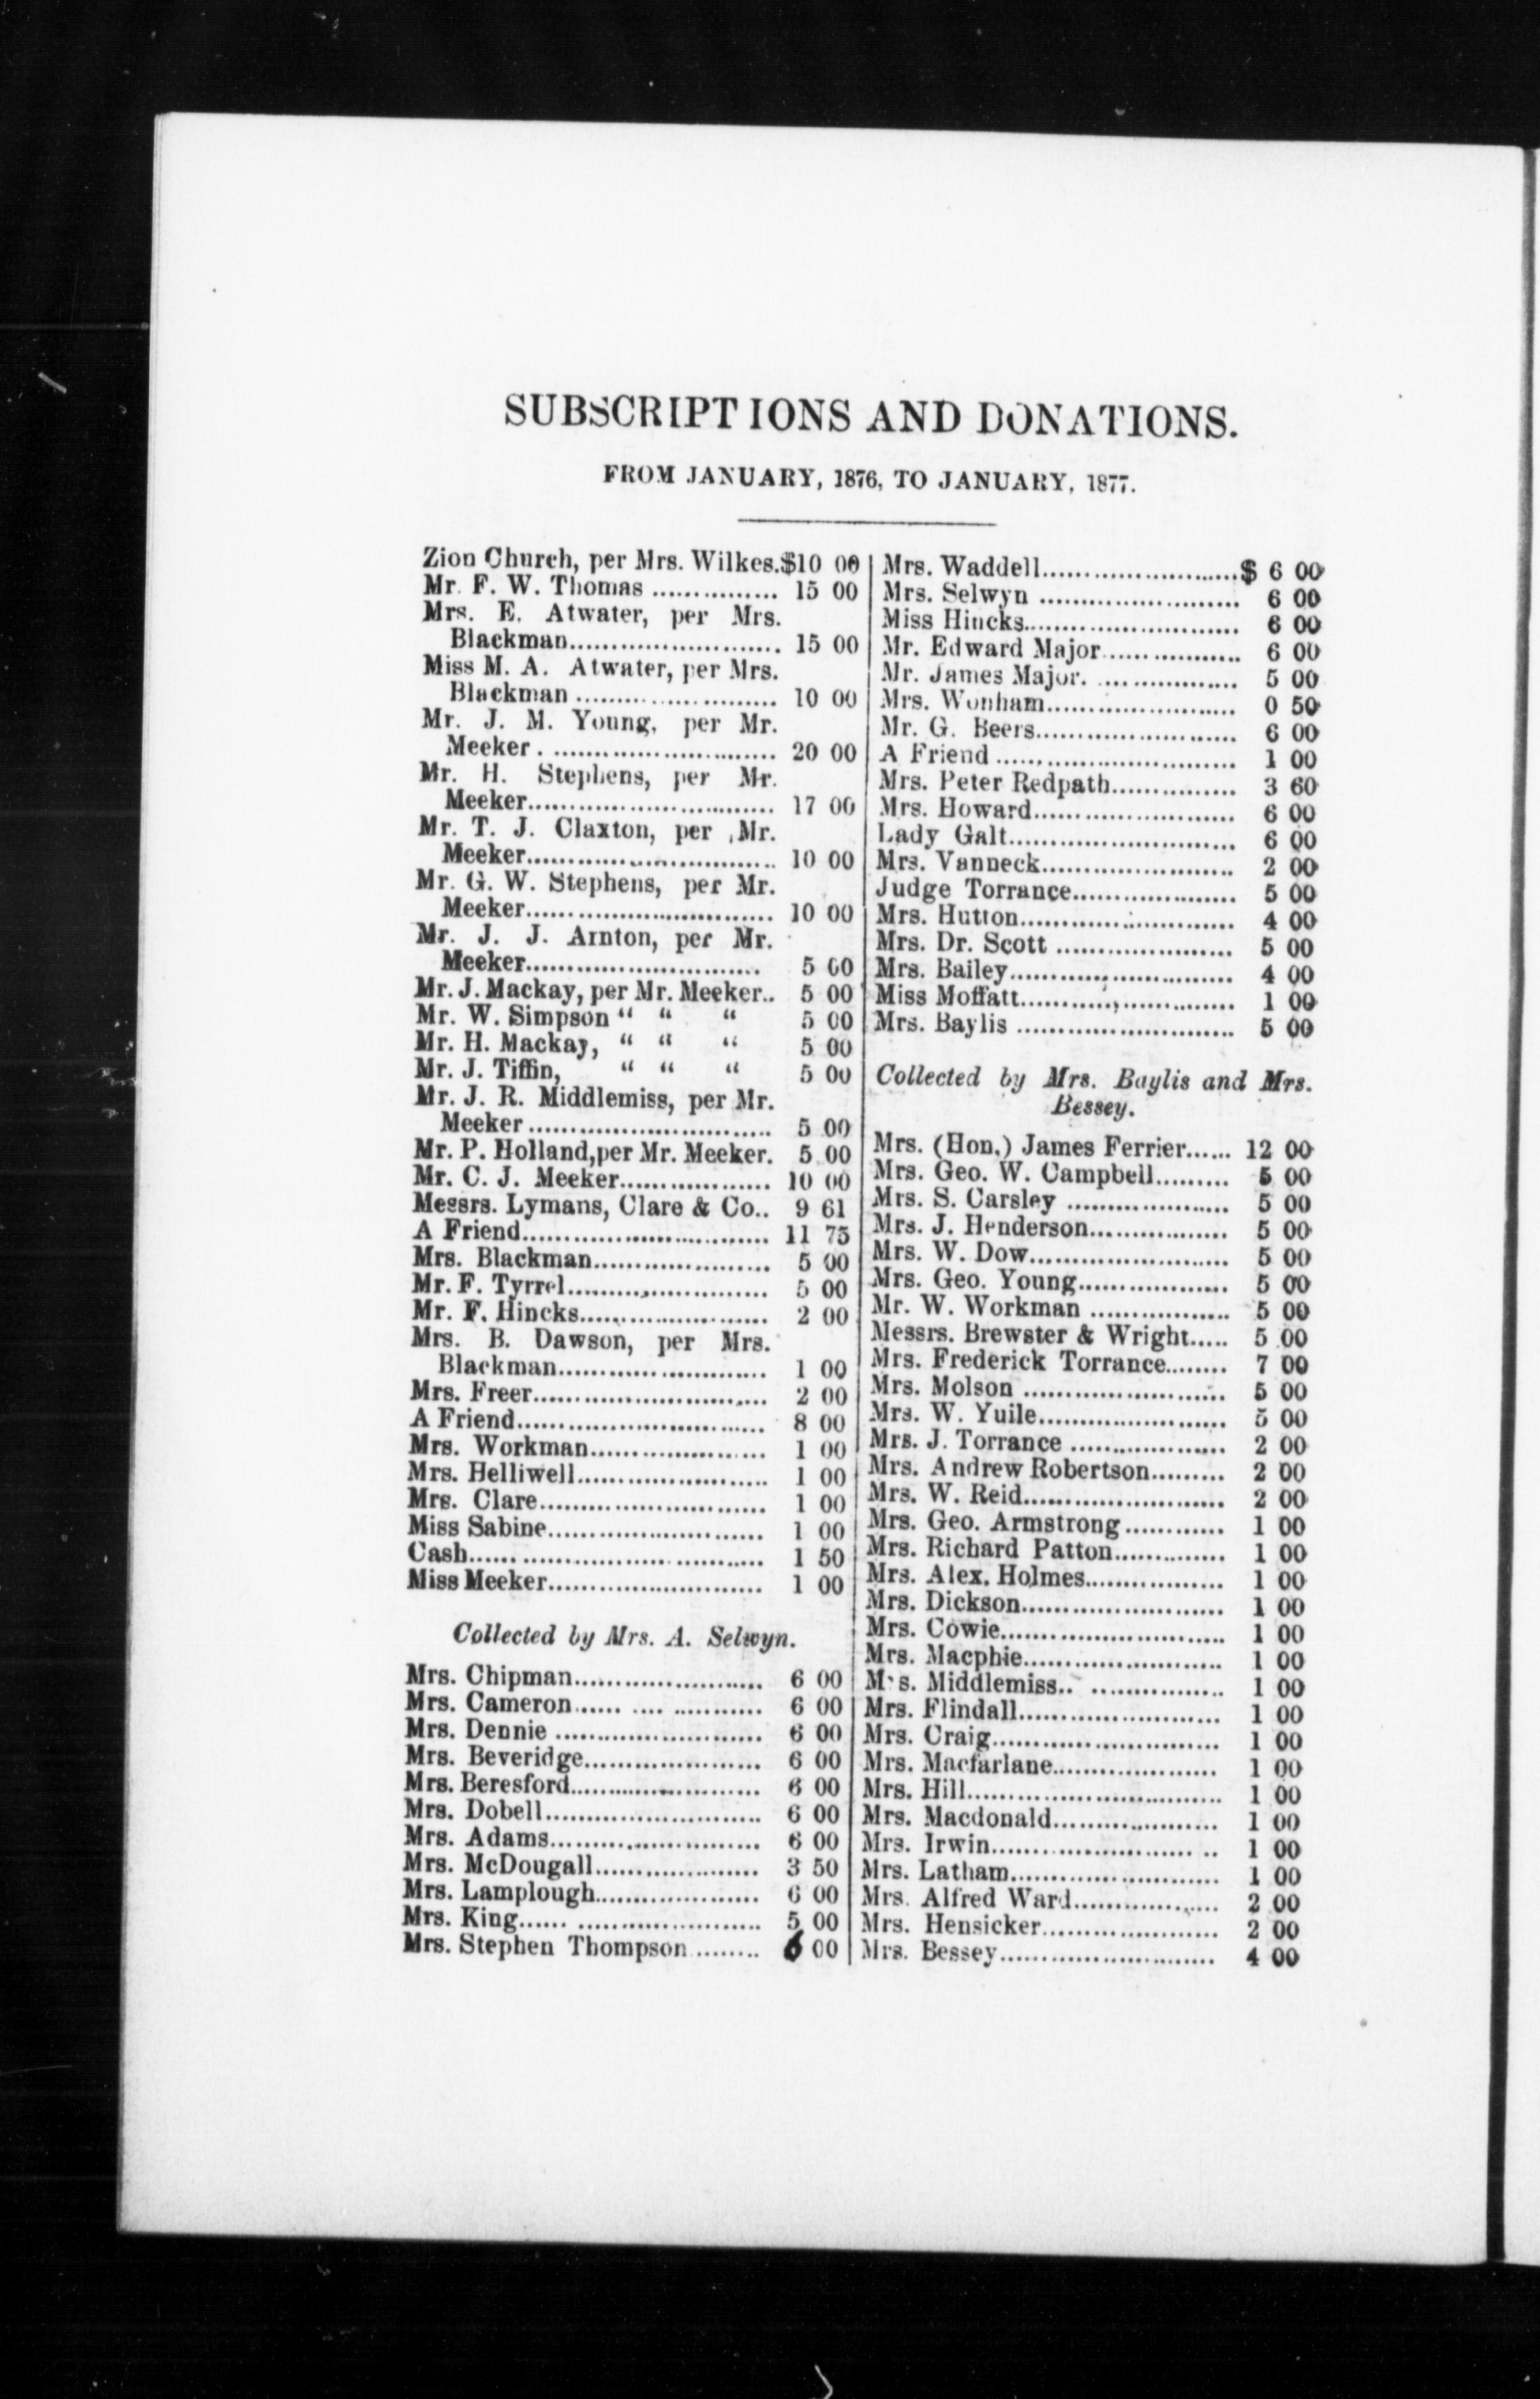 SUBSCRIPTIONS AND DONATIONS.
FROM JANUARY, 1876, TO JANUARY, 1877.
Zion Church, per Mrs. Wilkes.$10 00
Mr. F. W. Thomas ............... 15 00
Mrs. E. Atwater, per Mrs.
Blackman......................... 15 00
Miss M. A. Atwater, per Mrs.
Blackman ........................ 10 00
Mr. J. M. Young, per Mr.
Meeker ........................... 20 00
Mr. H. Stephens, per Mr.
Meeker............................. 17 00
Mr. T. J. Claxton, per Mr.
Meeker............................. 10 00
Mr. G. W. Stephens, per Mr.
Meeker............................. 10 00
Mr. J. J. Arnton, per Mr.
Meeker............................ 5 00
Mr. J. Mackay, per Mr. Meeker.. 5 00
Mr. W. Simpson “ “ “ 5 00
Mr. H. Mackay, “ “ “ 5 00
Mr. J. Tiffin, “ “ “ 5 00
Mr. J. R. Middlemiss, per Mr.
Meeker ............................ 5 00
Mr. P. Holland,per Mr. Meeker. 5 00
Mr. C. J. Meeker.................. 10 00
Messrs. Lymans, Clare & Co.. 9 61
A Friend............................. 11 75
Mrs. Blackman..................... 5 00
Mr. F. Tyrrel........................ 5 00
Mr. F. Hincks...................... 2 00
Mrs. B. Dawson, per Mrs.
Blackman......................... 1 00
Mrs. Freer........................... 2 00
A Friend............................. 8 00
Mrs. Workman..................... 1 00
Mrs. Helliwell...................... 1 00
Mrs. Clare........................... 1 00
Miss Sabine......................... 1 00
Cash................................... 1 50
Miss Meeker......................... 1 00
Collected by Mrs. A. Selwyn.
Mrs. Chipman...................... 6 00
Mrs. Cameron...................... 6 00
Mrs. Dennie ........................ 6 00
Mrs. Beveridge..................... 6 00
Mrs. Beresford...................... 6 00
Mrs. Dobell......................... 6 00
Mrs. Adams......................... 6 00
Mrs. McDougall................... 3 50
Mrs. Lamplough................... 6 00
Mrs. King............................ 5 00
Mrs. Stephen Thompson ........ 6 00
Mrs. Waddell.......................$ 6 00
Mrs. Selwyn ........................ 6 00
Miss Hincks......................... 6 00
Mr. Edward Major................ 6 00
Mr. James Major. ................. 5 00
Mrs. Wonham...................... 0 50
Mr. G. Beers........................ 6 00
A Friend ............................ 1 00
Mrs. Peter Redpath............... 3 60
Mrs. Howard........................ 6 00
Lady Galt........................... 6 00
Mrs. Vanneck....................... 2 00
Judge Torrance.................... 5 00
Mrs. Hutton......................... 4 00
Mrs. Dr. Scott ..................... 5 00
Mrs. Bailey.......................... 4 00
Miss Moffatt......................... 1 00
Mrs. Baylis .......................... 5 00
Collected by Mrs. Baylis and Mrs.
Bessey.
Mrs. (Hon.) James Ferrier...... 12 00
Mrs. Geo. W. Campbell......... 5 00
Mrs. S. Carsley ................... 5 00
Mrs. J. Henderson................ 5 00
Mrs. W. Dow....................... 5 00
Mrs. Geo. Young.................. 5 00
Mr. W. Workman ................ 5 00
Messrs. Brewster & Wright..... 5 00
Mrs. Frederick Torrance........ 7 00
Mrs. Molson ........................ 5 00
Mrs. W. Yuile...................... 5 00
Mrs. J. Torrance .................. 2 00
Mrs. Andrew Robertson......... 2 00
Mrs. W. Reid........................ 2 00
Mrs. Geo. Armstrong............ 1 00
Mrs. Richard Patton.............. 1 00
Mrs. Alex. Holmes................ 1 00
Mrs. Dickson........................ 1 00
Mrs. Cowie........................... 1 00
Mrs. Macphie........................ 1 00
Mrs. Middlemiss.. ................ 1 00
Mrs. Flindall........................ 1 00
Mrs. Craig........................... 1 00
Mrs. Macfarlane................... 1 00
Mrs. Hill.............................. 1 00
Mrs. Macdonald................... 1 00
Mrs. Irwin........................ .. 1 00
Mrs. Latham......................... 1 00
Mrs. Alfred Ward................. 2 00
Mrs. Hensicker..................... 2 00
Mrs. Bessey.......................... 4 00